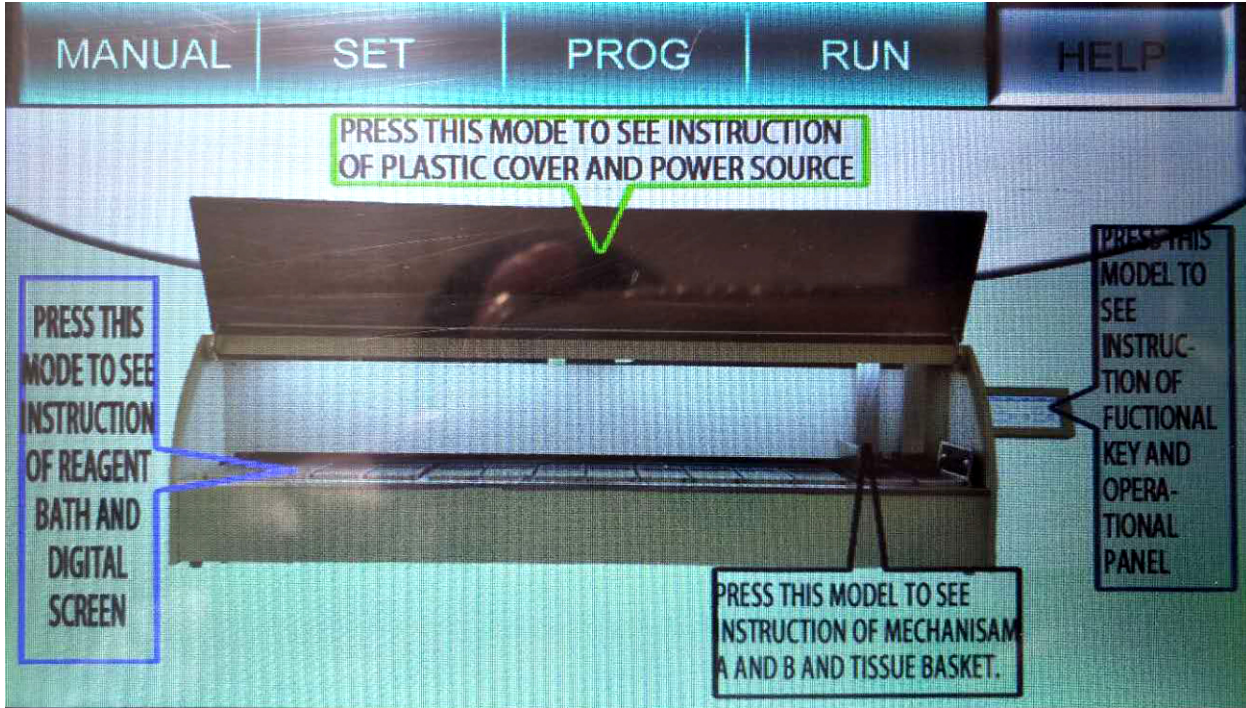 MANUAL SET PROG RUN HELP
PRESS THIS MODE TO SEE INSTRUCTION
OF PLASTIC COVER AND POWER SOURCE
PRESS THIS
MODE TO SEE
INSTRUCTION
OF REAGENT
BATH AND
DIGITAL
SCREEN
PRESS THIS
MODEL TO
SEE
INSTRUC-
TION OF
FUCTIONAL
KEY AND
OPERA-
TIONAL
PANEL
PRESS THIS MODEL TO SEE
INSTRUCTION OF MECHANISAM
A AND B AND TISSUE BASKET.